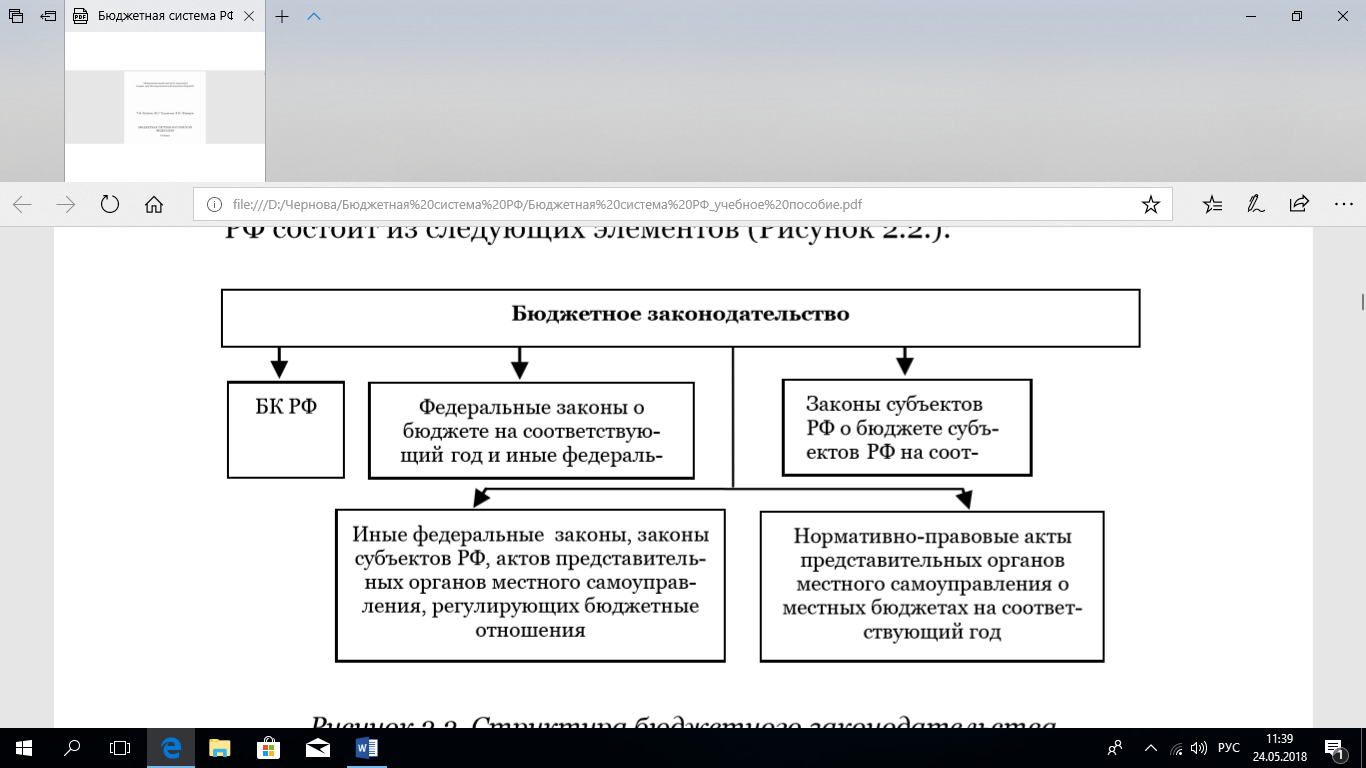 Бюджетная система РФ
file:///D:/Чернова/Бюджетная%20система%20РФ/Бюджетная%20система%20РФ_учебное%20пособие.pdf
РФ состоит из следующих элементов (Рисунок 2.2.).
Бюджетное законодательство
БК РФ
Федеральные законы о
бюджете на соответствую-
щий год и иные федераль-
Законы субъектов
РФ о бюджете субъ-
ектов РФ на соот-
Иные федеральные законы, законы
субъектов РФ, актов представитель-
ных органов местного самоуправ-
ления, регулирующих бюджетные
отношения
Нормативно-правовые акты
представительных органов
местного самоуправления о
местных бюджетах на соответ-
ствующий год
Рисунок 2.2. Структура бюджетного законодательства
РУС
11:39
24.05.2018
1